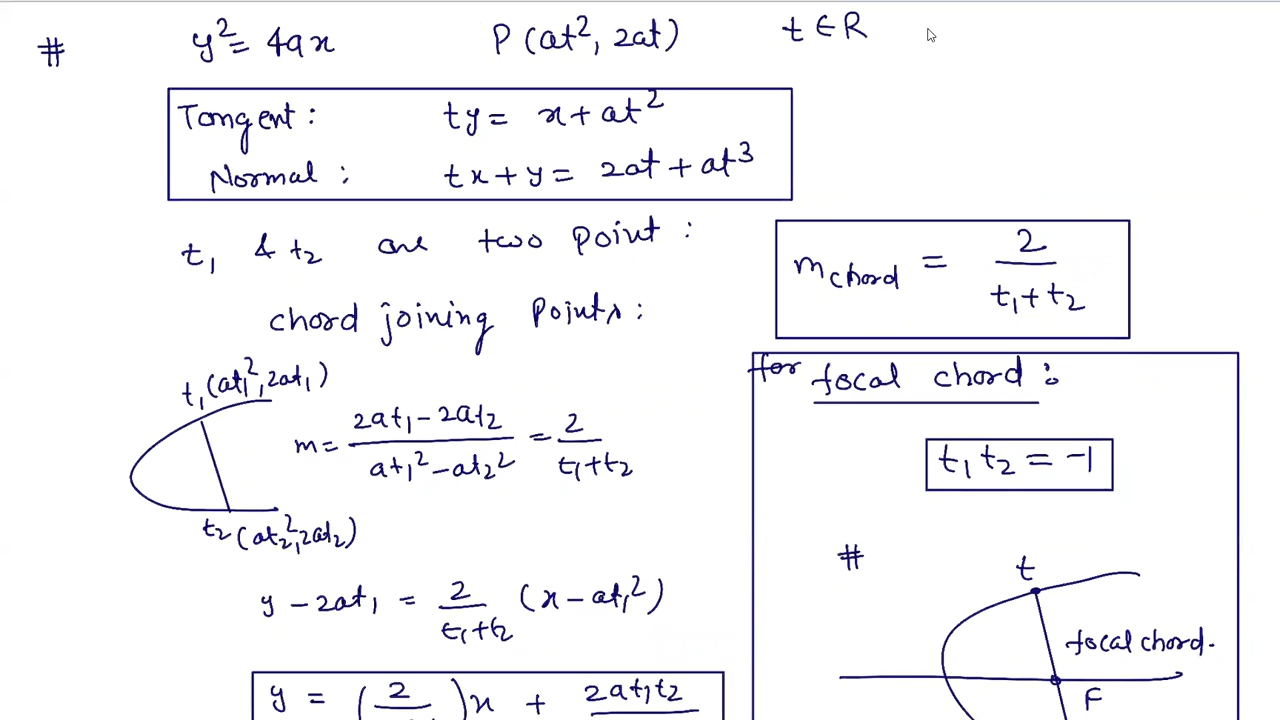 # y² = 4ax P(at², 2at) t ∈ R
Tangent: ty = x + at²
Normal: tx + y = 2at + at³
t₁ & t₂ are two point:
chord joining points:
m chord = 2/(t₁+t₂)
t₁(at₁², 2at₁)
t₂(at₂², 2at₂)
m = (2at₁ - 2at₂)/(at₁² - at₂²) = 2/(t₁+t₂)
y - 2at₁ = 2/(t₁+t₂) (x - at₁²)
y = (2/ )x + 2at₁t₂
for focal chord:
t₁t₂ = -1
#
t
focal chord.
F